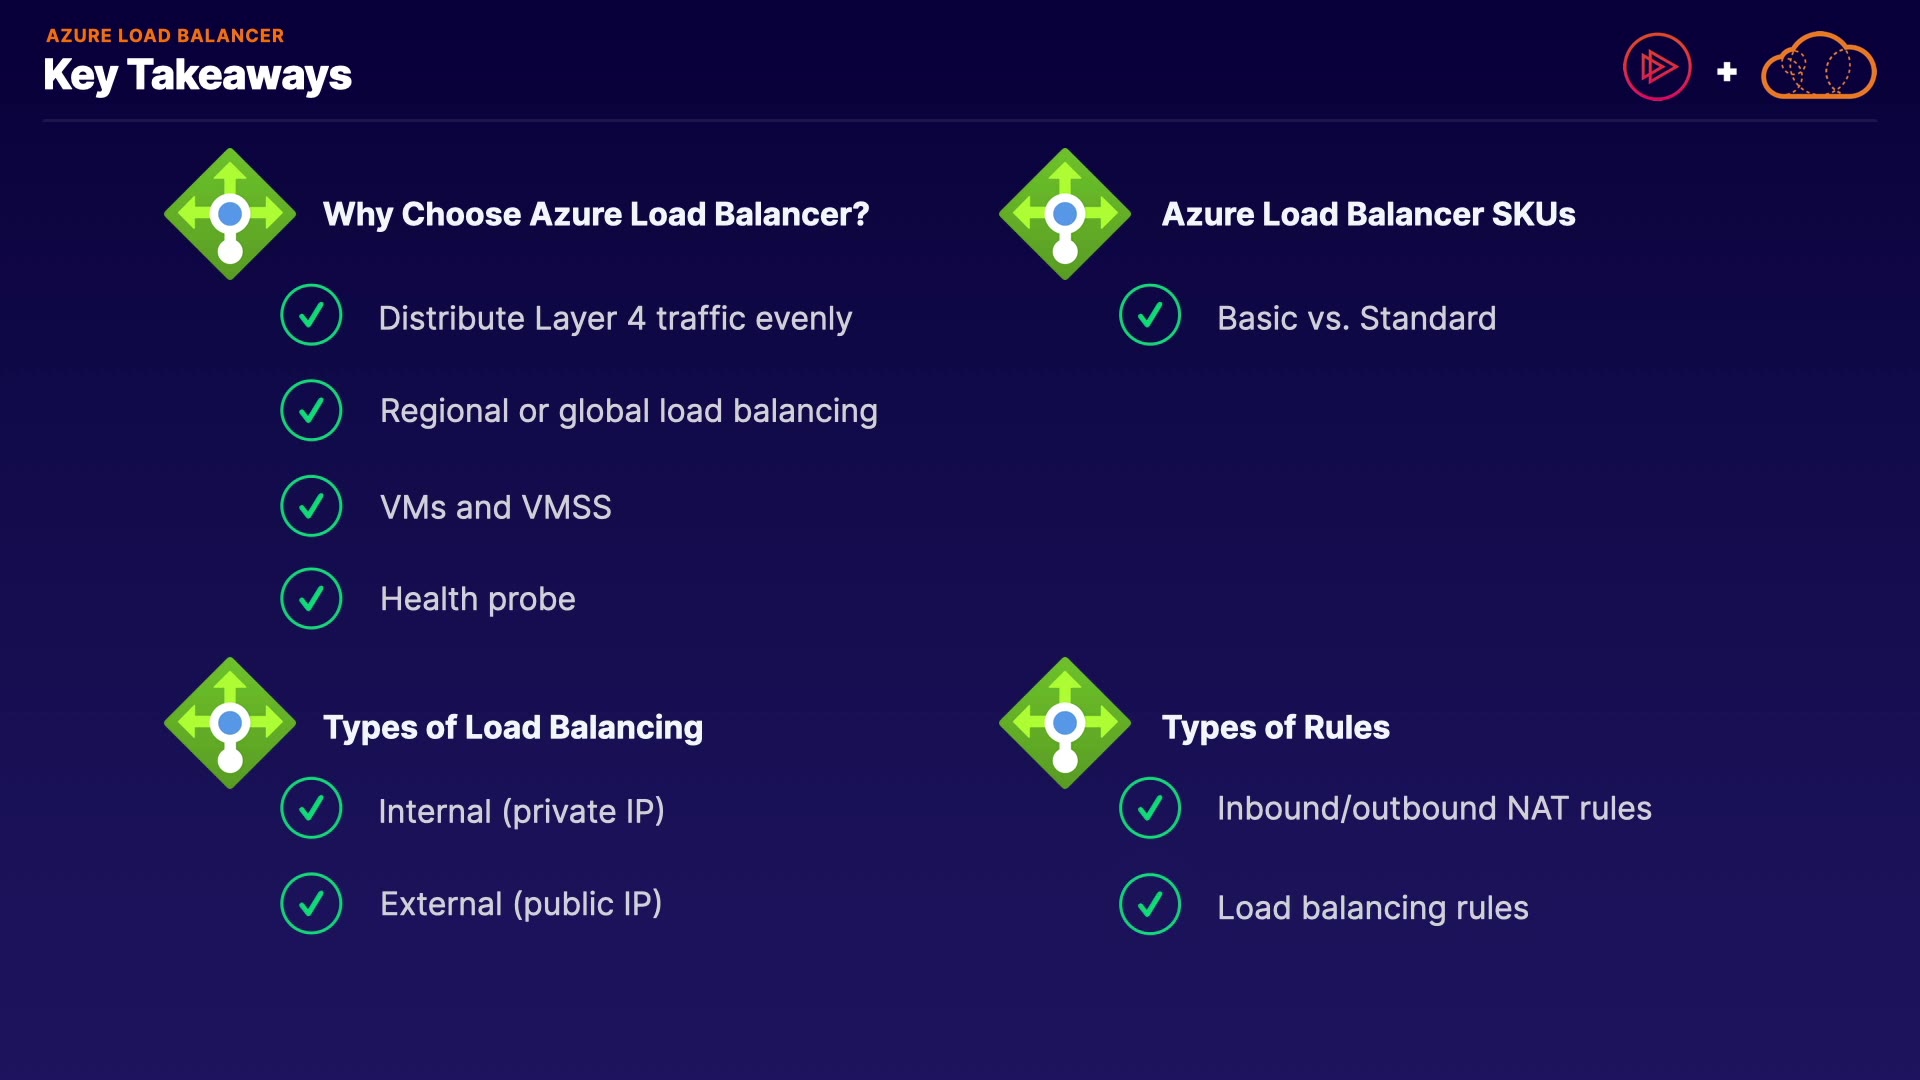 AZURE LOAD BALANCER
Key Takeaways
+
Why Choose Azure Load Balancer?
Distribute Layer 4 traffic evenly
Regional or global load balancing
VMs and VMSS
Health probe
Azure Load Balancer SKUs
Basic vs. Standard
Types of Load Balancing
Internal (private IP)
External (public IP)
Types of Rules
Inbound/outbound NAT rules
Load balancing rules